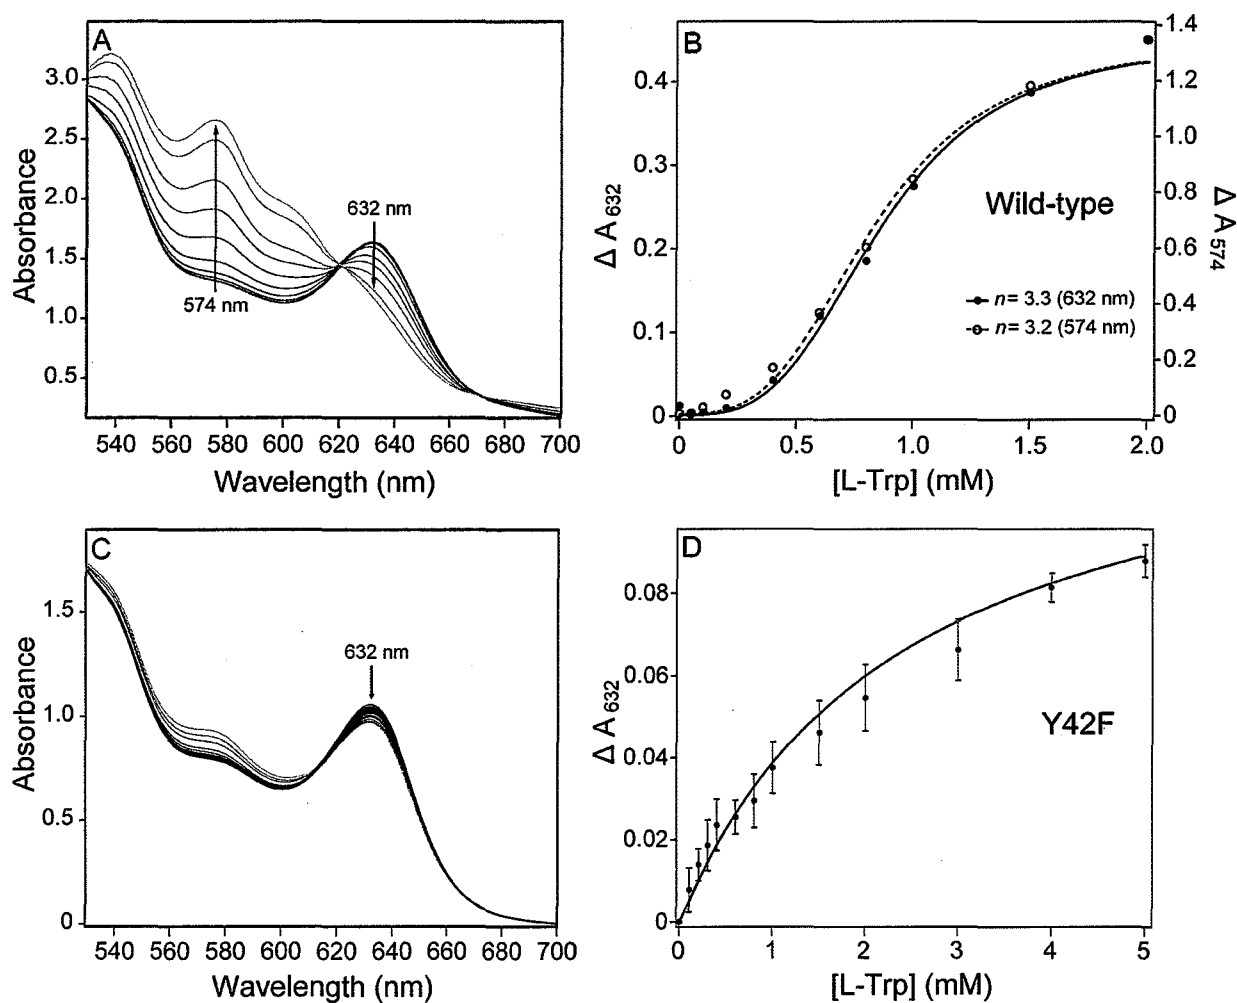 A
3.0
2.5
2.0
1.5
1.0
0.5
Absorbance
632 nm
574 nm
540 560 580 600 620 640 660 680 700
Wavelength (nm)
B
0.4
0.3
0.2
0.1
0
Δ A632
1.4
1.2
1.0
0.8
0.6
0.4
0.2
0
Δ A574
Wild-type
n= 3.3 (632 nm)
n= 3.2 (574 nm)
0 0.5 1.0 1.5 2.0
[L-Trp] (mM)
C
1.5
1.0
0.5
0
Absorbance
632 nm
540 560 580 600 620 640 660 680 700
Wavelength (nm)
D
0.08
0.06
0.04
0.02
0
Δ A632
Y42F
0 1 2 3 4 5
[L-Trp] (mM)